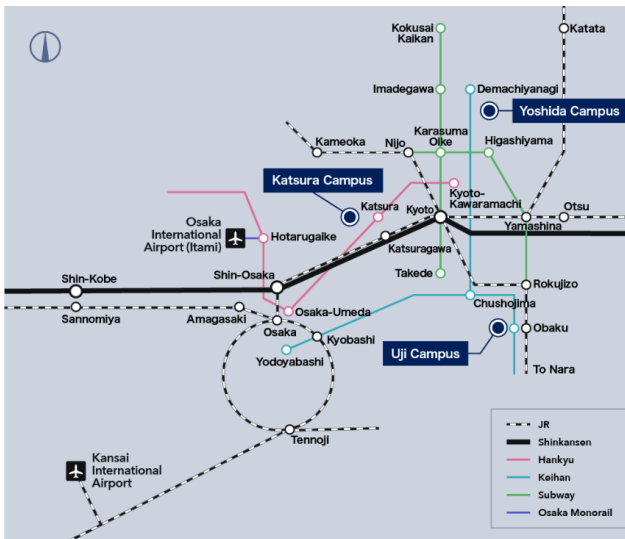 Kokusai
Kaikan
Katata
Imadegawa
Demachiyanagi
Yoshida Campus
Karasuma
Oike
Kameoka
Nijo
Higashiyama
Katsura Campus
Kyoto-
Kawaramachi
Katsura
Kyoto
Otsu
Yamashina
Osaka
International
Airport (Itami)
Hotarugaike
Katsuragawa
Shin-Osaka
Takede
Shin-Kobe
Rokujizo
Osaka-Umeda
Chushojima
Sannomiya
Amagasaki
Osaka
Kyobashi
Obaku
Uji Campus
Yodoyabashi
To Nara
Tennoji
Kansai
International
Airport
JR
Shinkansen
Hankyu
Keihan
Subway
Osaka Monorail